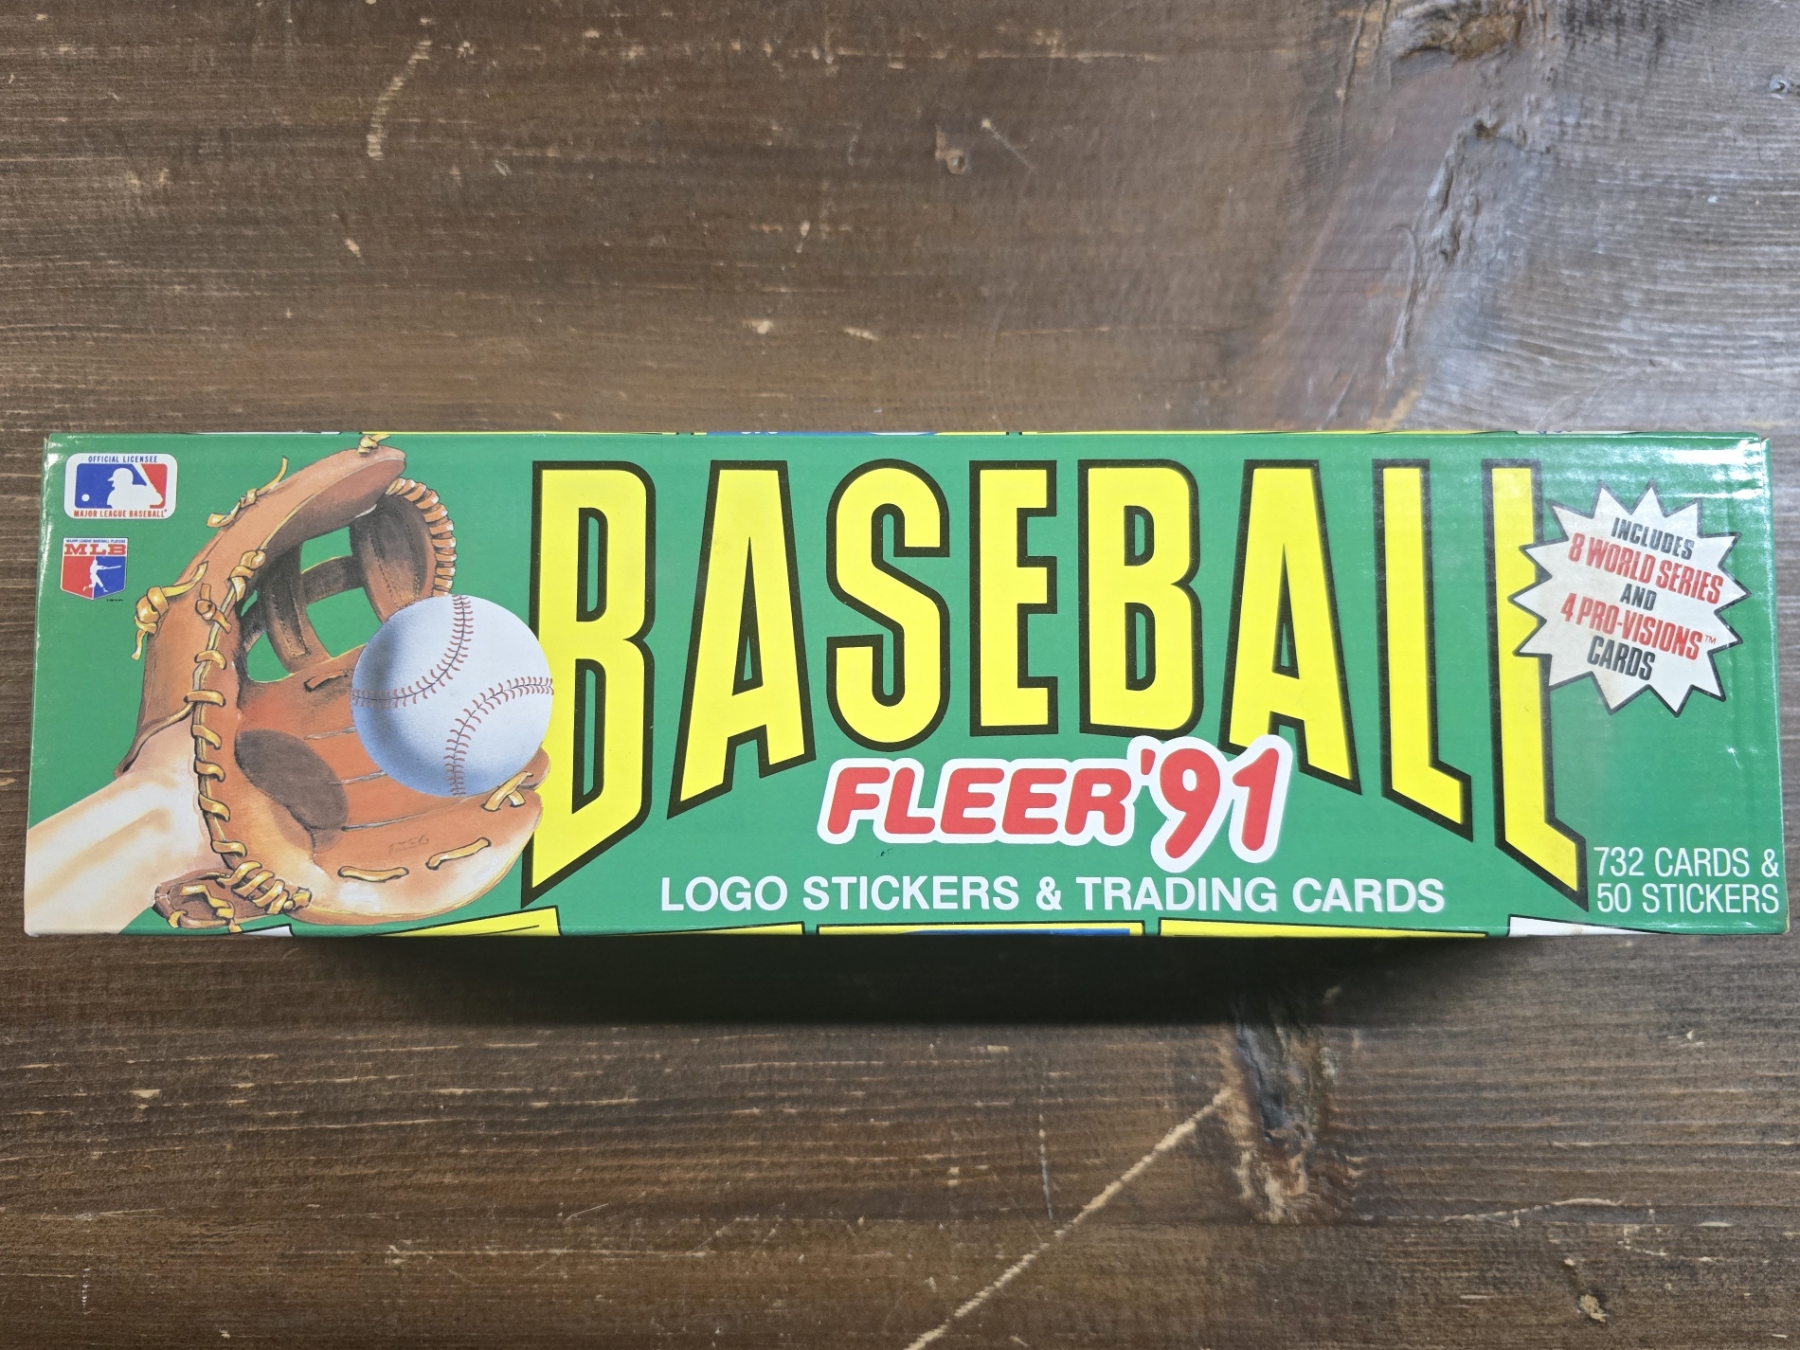 OFFICIAL LICENSEE
MAJOR LEAGUE BASEBALL
MLB
BASEBALL
FLEER '91
LOGO STICKERS & TRADING CARDS
INCLUDES
8 WORLD SERIES
AND
4 PRO-VISIONS™
CARDS
732 CARDS &
50 STICKERS